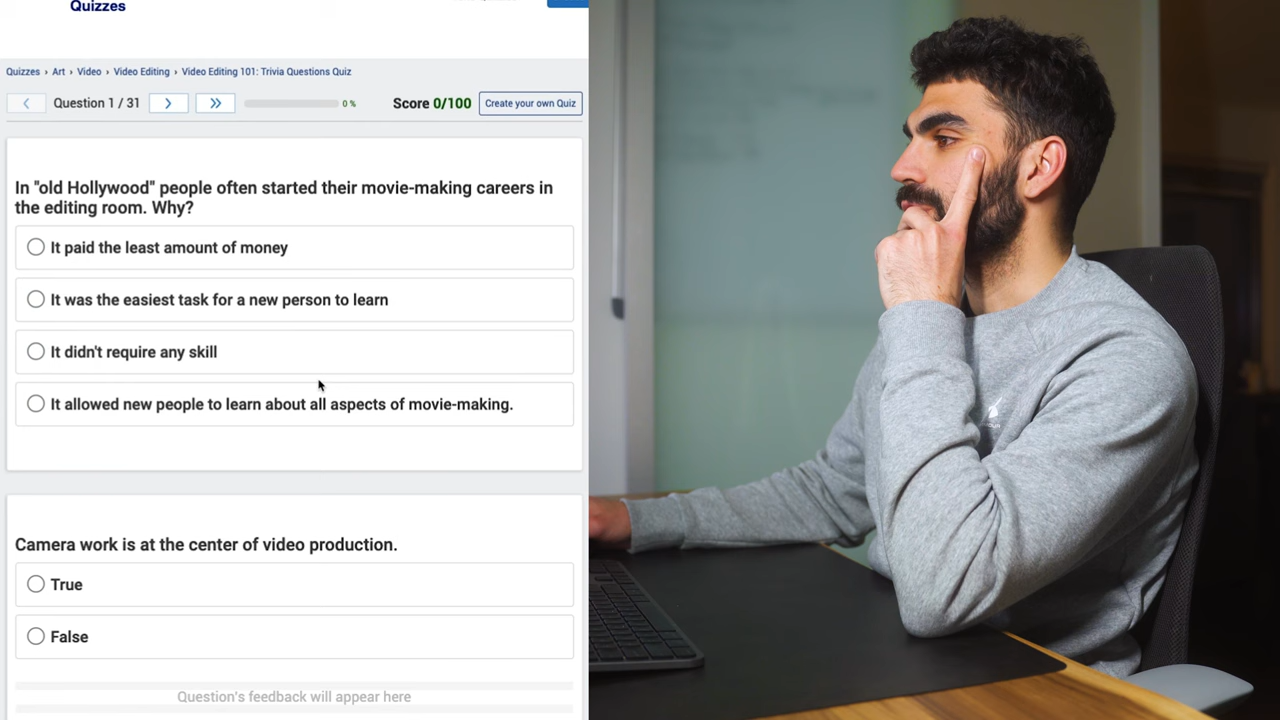 Quizzes
Quizzes › Art › Video › Video Editing › Video Editing 101: Trivia Questions Quiz
Question 1 / 31
0 %
Score 0/100
Create your own Quiz
In "old Hollywood" people often started their movie-making careers in
the editing room. Why?
It paid the least amount of money
It was the easiest task for a new person to learn
It didn't require any skill
It allowed new people to learn about all aspects of movie-making.
Camera work is at the center of video production.
True
False
Question's feedback will appear here